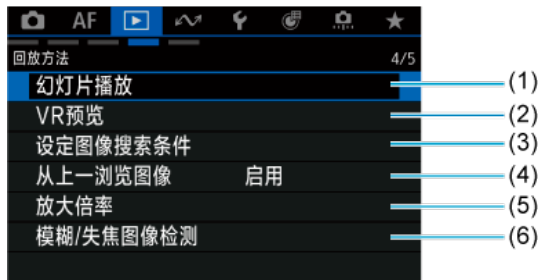 AF
回放方法 4/5
幻灯片播放 (1)
VR预览 (2)
设定图像搜索条件 (3)
从上一浏览图像 启用 (4)
放大倍率 (5)
模糊/失焦图像检测 (6)